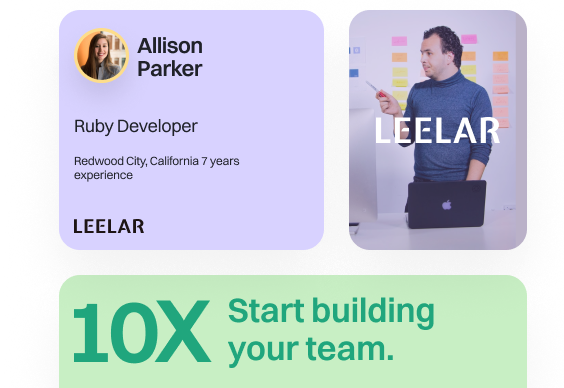 Allison
Parker
Ruby Developer
Redwood City, California 7 years
experience
LEELAR
LEELAR
10X
Start building
your team.